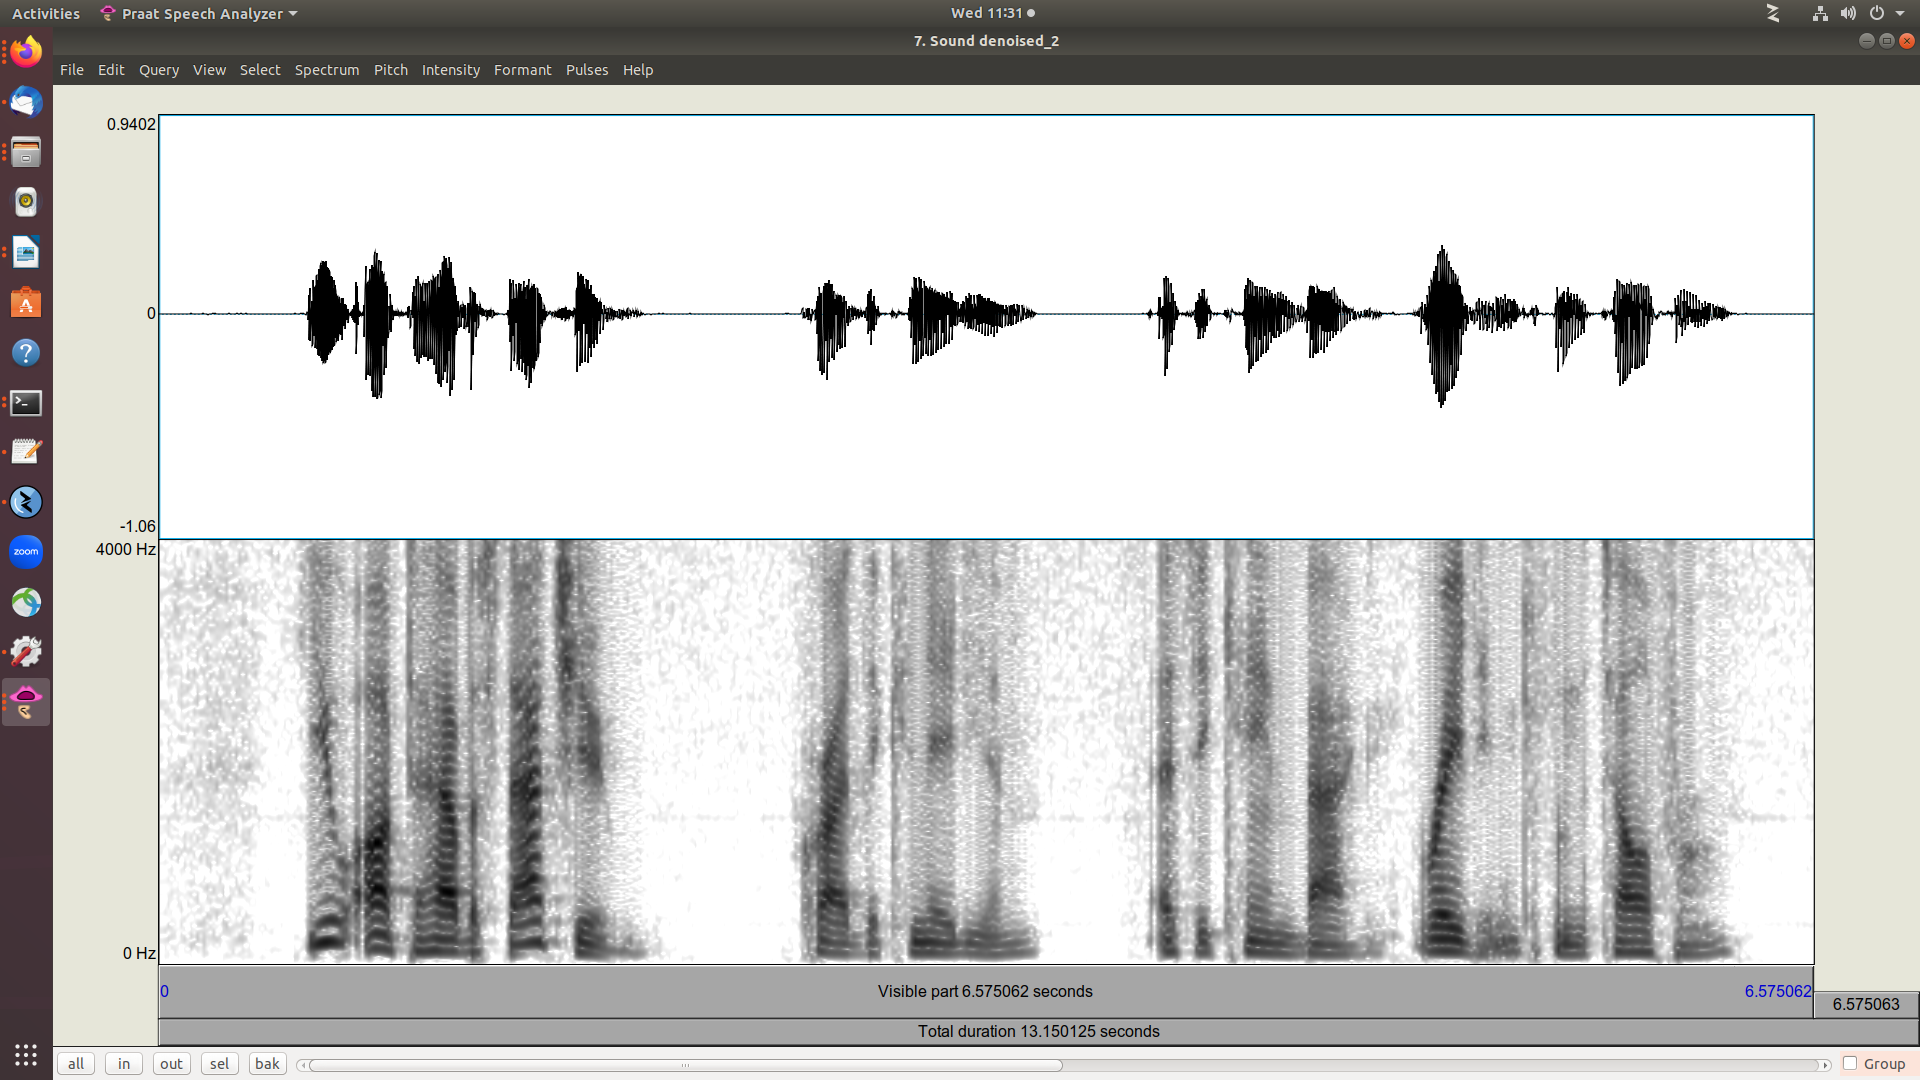 Activities Praat Speech Analyzer Wed 11:31
7. Sound denoised_2
File Edit Query View Select Spectrum Pitch Intensity Formant Pulses Help
0.9402
0
-1.06
4000 Hz
0 Hz
zoom
0 Visible part 6.575062 seconds 6.575062
6.575063
Total duration 13.150125 seconds
all in out sel bak Group